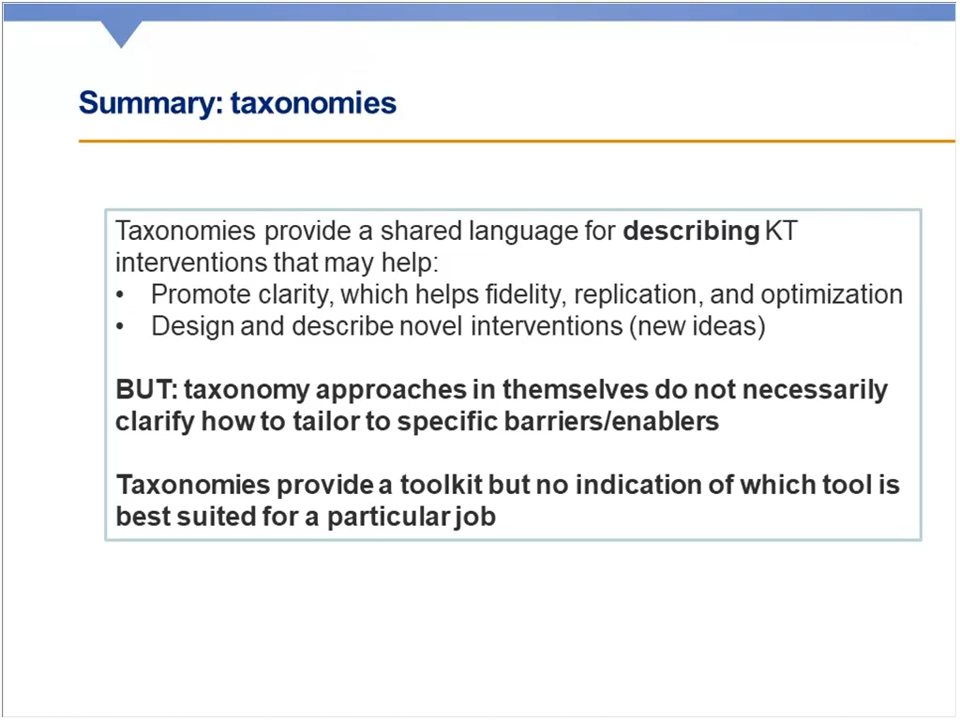 Summary: taxonomies
Taxonomies provide a shared language for describing KT
interventions that may help:
• Promote clarity, which helps fidelity, replication, and optimization
• Design and describe novel interventions (new ideas)
BUT: taxonomy approaches in themselves do not necessarily
clarify how to tailor to specific barriers/enablers
Taxonomies provide a toolkit but no indication of which tool is
best suited for a particular job